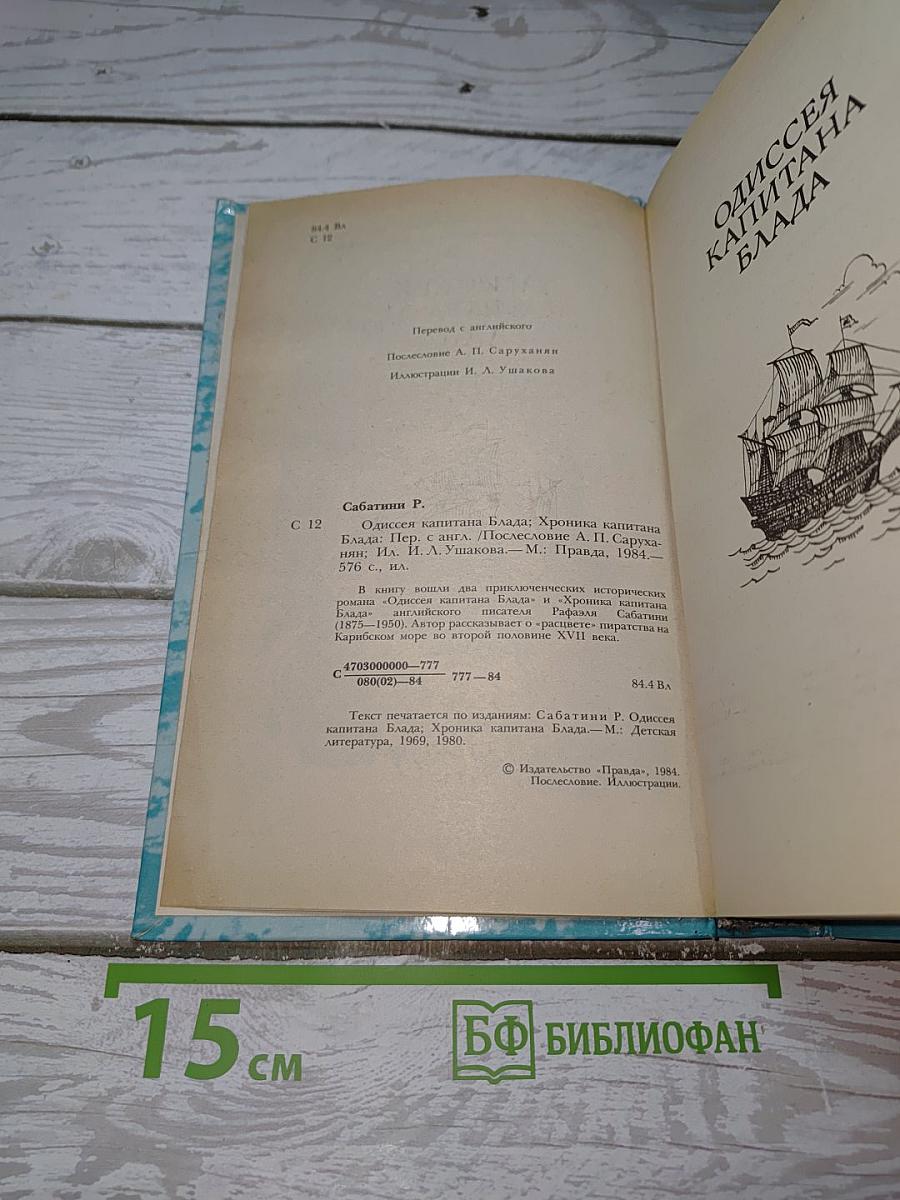 84.4 Вл
С 12
Перевод с английского
Послесловие А. П. Саруханян
Иллюстрации И. Л. Ушакова
Сабатини Р.
С 12 Одиссея капитана Блада; Хроника капитана
Блада: Пер. с англ. /Послесловие А. П. Саруха-
нян; Ил. И. Л. Ушакова.— М.: Правда, 1984.—
576 с., ил.
В книгу вошли два приключенческих исторических
романа «Одиссея капитана Блада» и «Хроника капитана
Блада» английского писателя Рафаэля Сабатини
(1875—1950). Автор рассказывает о «расцвете» пиратства на
Карибском море во второй половине XVII века.
С 4703000000—777
080(02)—84 777—84
84.4 Вл
Текст печатается по изданиям: Сабатини Р. Одиссея
капитана Блада; Хроника капитана Блада.— М.: Детская
литература, 1969, 1980.
© Издательство «Правда», 1984.
Послесловие. Иллюстрации.
ОДИССЕЯ
КАПИТАНА
БЛАДА
15 см
БФ БИБЛИОФАН